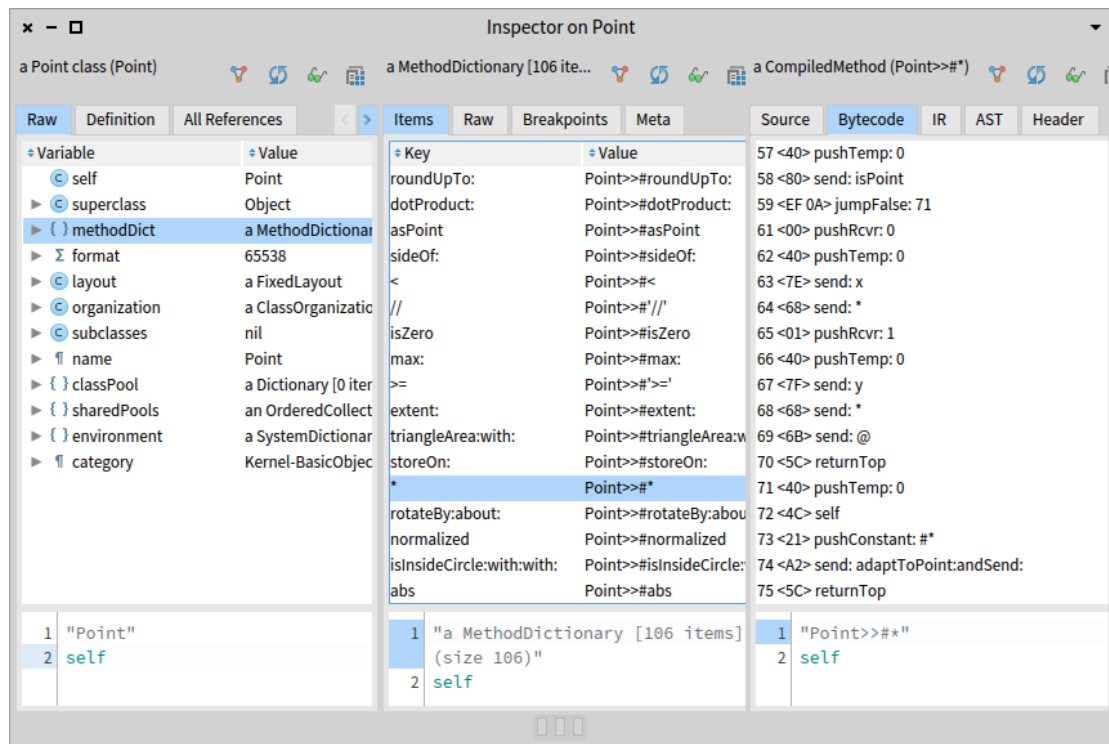 Inspector on Point
a Point class (Point)
Raw Definition All References
Variable Value
self Point
superclass Object
methodDict a MethodDictionar
format 65538
layout a FixedLayout
organization a ClassOrganizatio
subclasses nil
name Point
classPool a Dictionary [0 iter
sharedPools an OrderedCollect
environment a SystemDictionar
category Kernel-BasicObjec
1 "Point"
2 self
a MethodDictionary [106 ite...
Items Raw Breakpoints Meta
Key Value
roundUpTo: Point>>#roundUpTo:
dotProduct: Point>>#dotProduct:
asPoint Point>>#asPoint
sideOf: Point>>#sideOf:
< Point>>#<
// Point>>#'//'
isZero Point>>#isZero
max: Point>>#max:
>= Point>>#'>='
extent: Point>>#extent:
triangleArea:with: Point>>#triangleArea:w
storeOn: Point>>#storeOn:
* Point>>#*
rotateBy:about: Point>>#rotateBy:abou
normalized Point>>#normalized
isInsideCircle:with:with: Point>>#isInsideCircle:
abs Point>>#abs
1 "a MethodDictionary [106 items]
(size 106)"
2 self
a CompiledMethod (Point>>#*)
Source Bytecode IR AST Header
57 <40> pushTemp: 0
58 <80> send: isPoint
59 <EF 0A> jumpFalse: 71
61 <00> pushRcvr: 0
62 <40> pushTemp: 0
63 <7E> send: x
64 <68> send: *
65 <01> pushRcvr: 1
66 <40> pushTemp: 0
67 <7F> send: y
68 <68> send: *
69 <6B> send: @
70 <5C> returnTop
71 <40> pushTemp: 0
72 <4C> self
73 <21> pushConstant: #*
74 <A2> send: adaptToPoint:andSend:
75 <5C> returnTop
1 "Point>>#*"
2 self